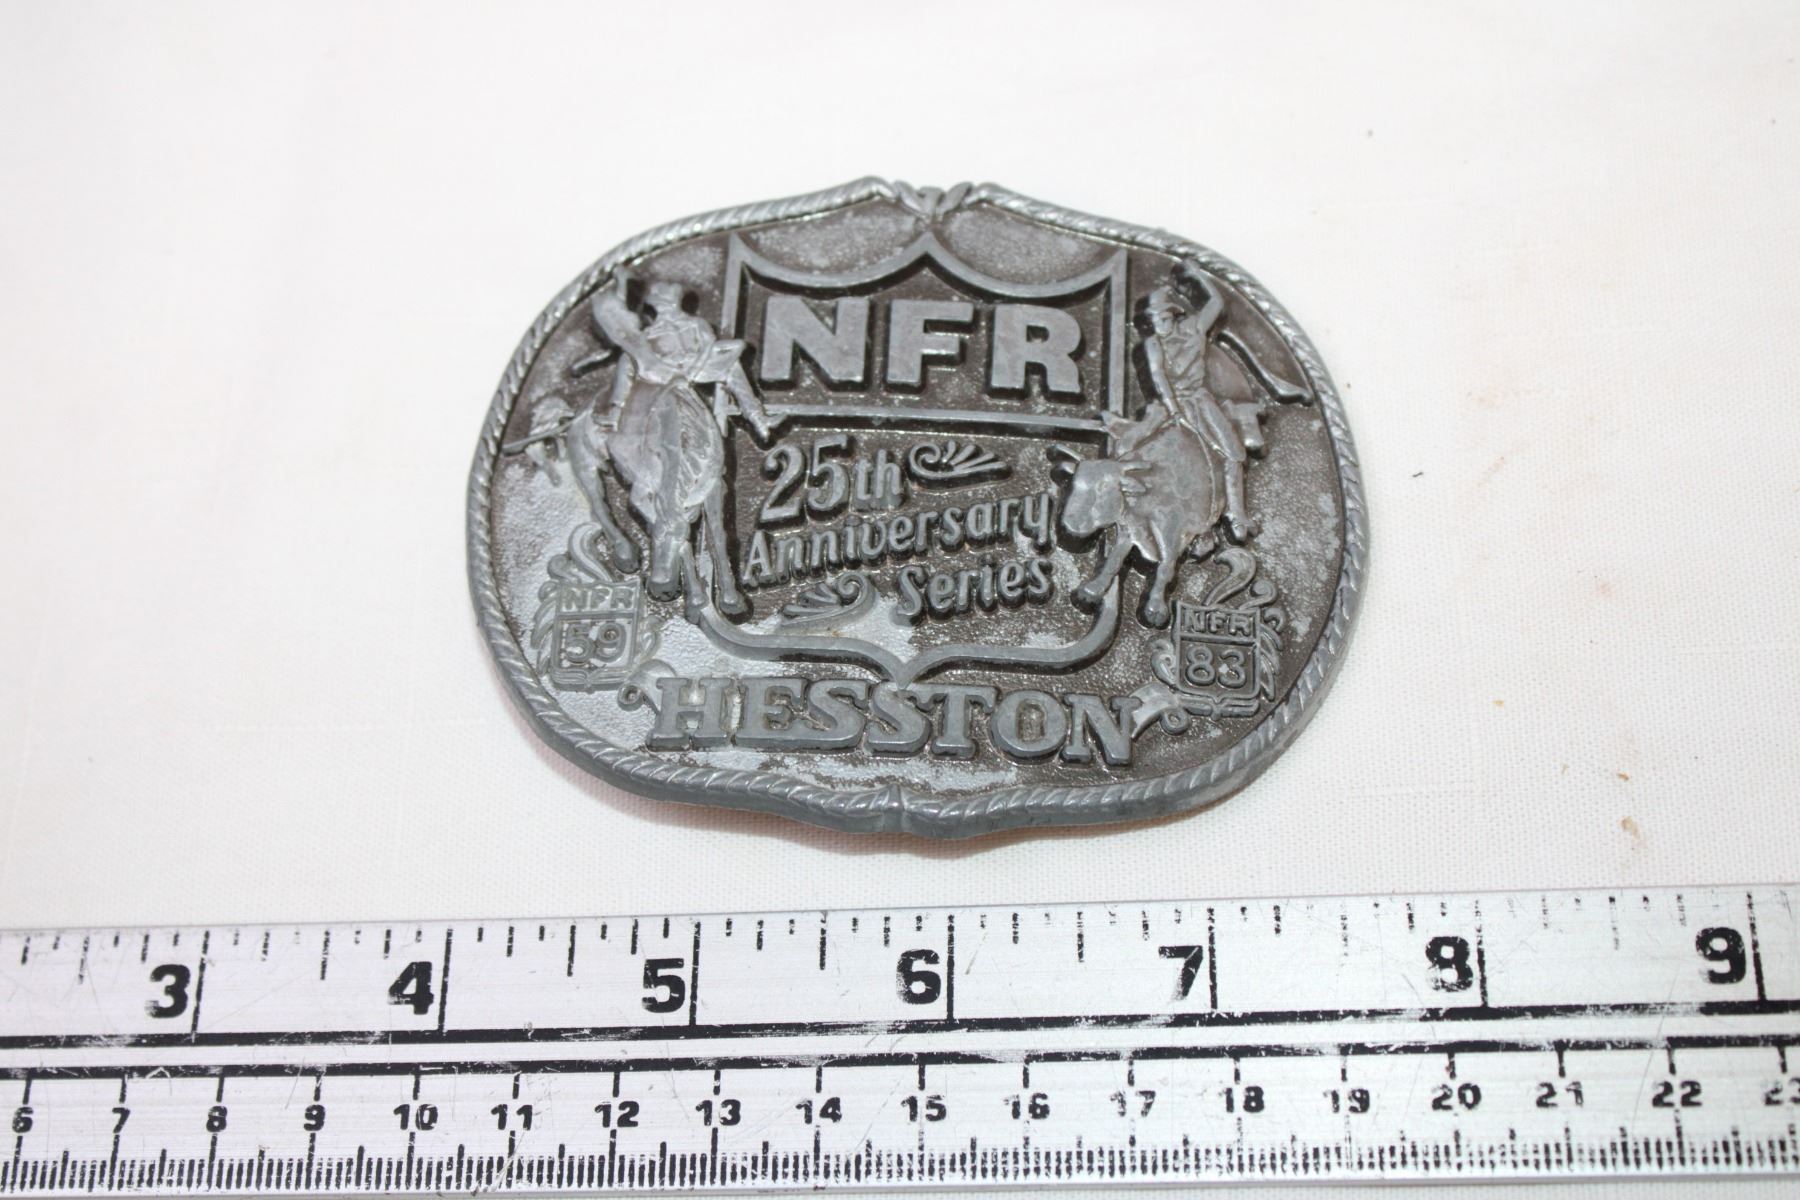 NFR
25th
Anniversary
Series
NFR
59
NFR
83
HESSTON
3 4 5 6 7 8 9
6 7 8 9 10 11 12 13 14 15 16 17 18 19 20 21 22 23